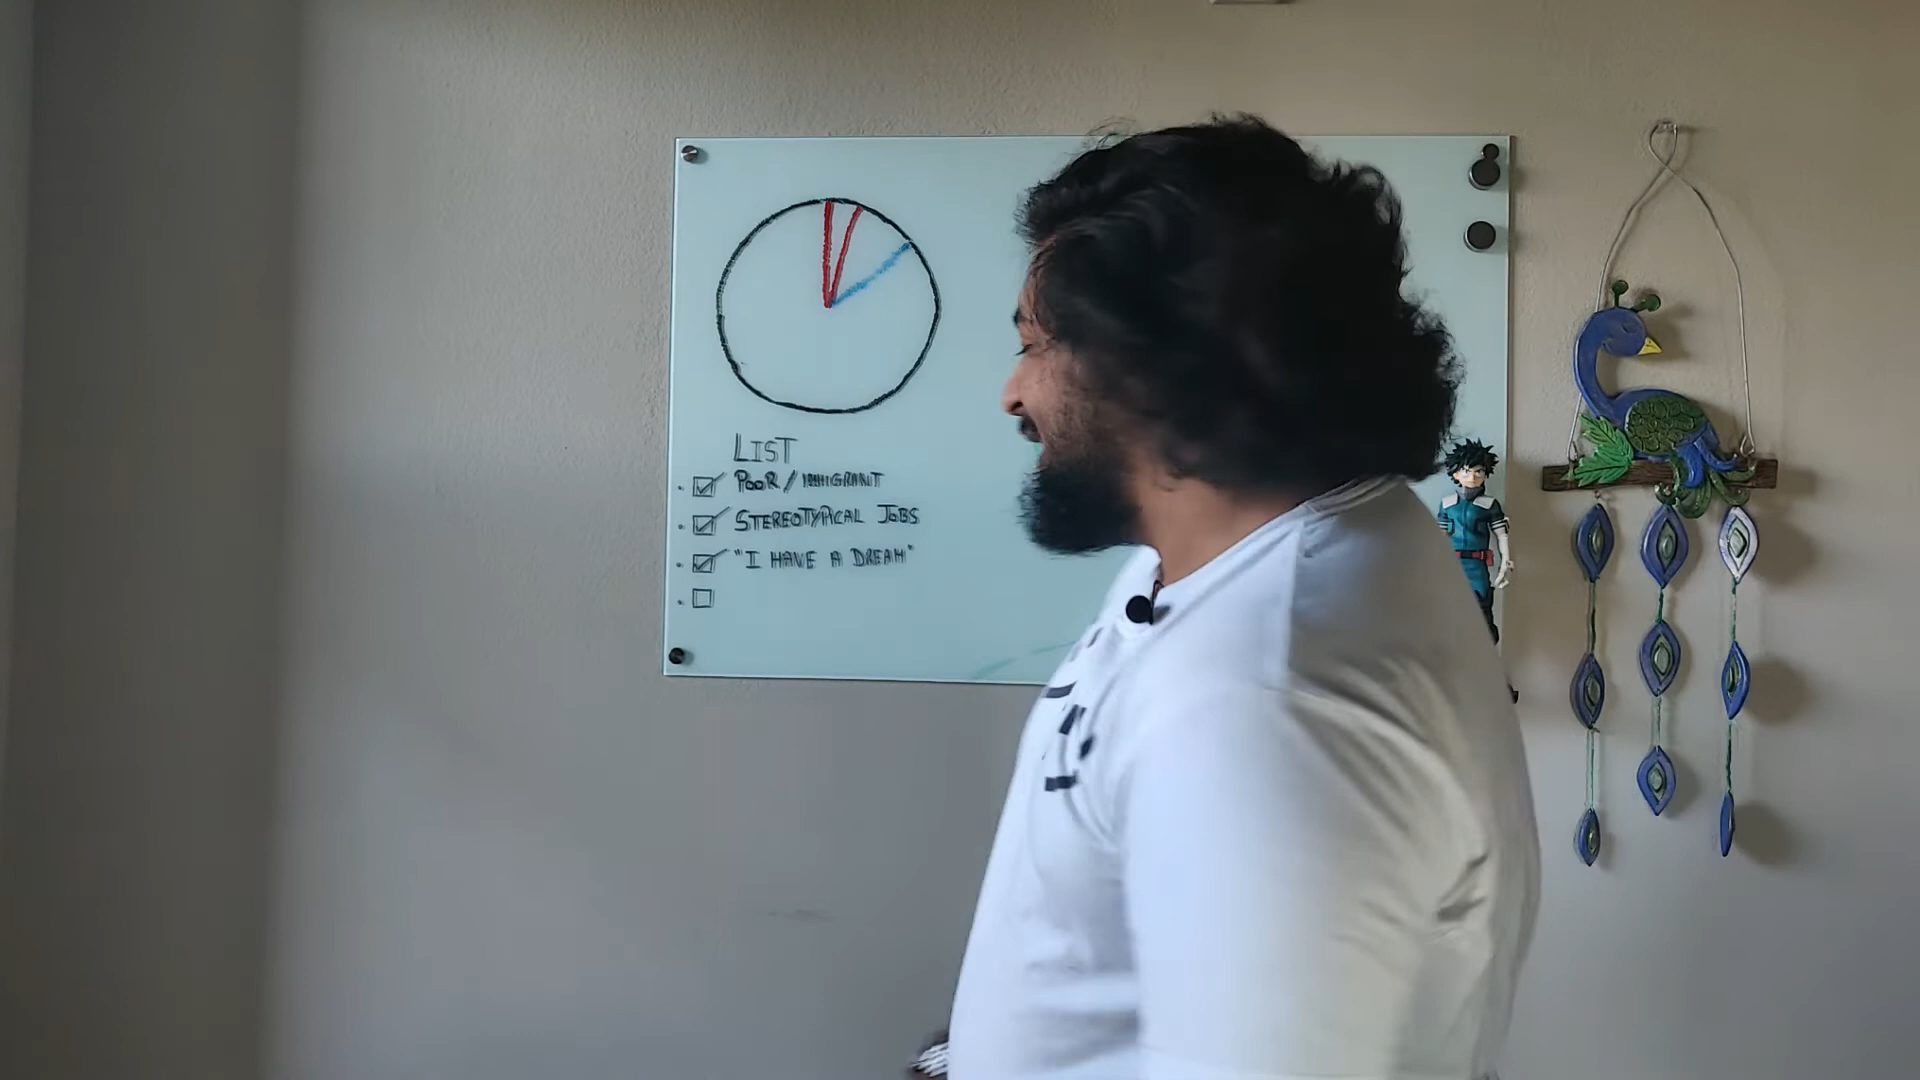 LIST
POOR / IMMIGRANT
STEREOTYPICAL JOBS
"I HAVE A DREAM"